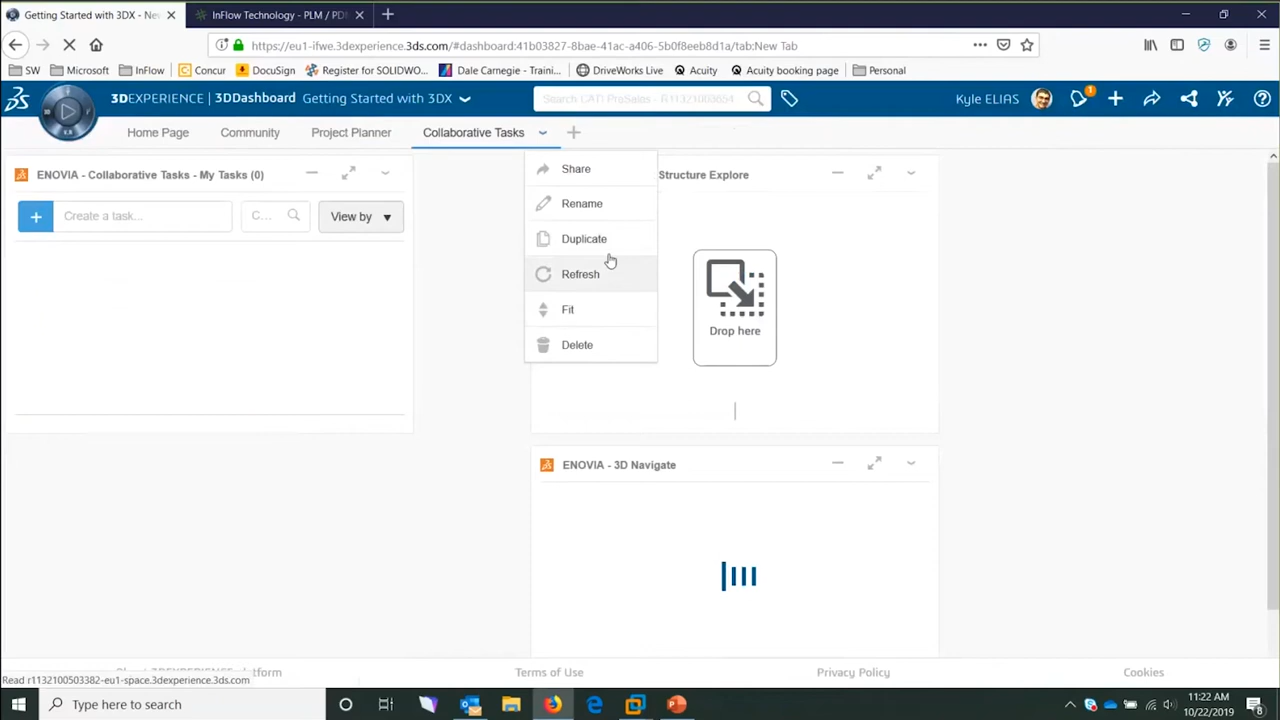 Getting Started with 3DX - Ne
InFlow Technology - PLM / PD
https://eu1-ifwe.3dexperience.3ds.com/#dashboard:41b03827-8bae-41ac-a406-5b0f8eeb8d1a/tab:New Tab
SW
Microsoft
InFlow
Concur
DocuSign
Register for SOLIDWO...
Dale Carnegie - Traini...
DriveWorks Live
Acuity
Acuity booking page
Personal
3DEXPERIENCE | 3DDashboard Getting Started with 3DX
Kyle ELIAS
1
Home Page
Community
Project Planner
Collaborative Tasks
ENOVIA - Collaborative Tasks - My Tasks (0)
Create a task...
C...
View by
Share
Rename
Duplicate
Refresh
Fit
Delete
Structure Explore
Drop here
ENOVIA - 3D Navigate
Terms of Use
Privacy Policy
Cookies
Read r1132100503382-eu1-space.3dexperience.3ds.com
Type here to search
11:22 AM
10/22/2019
8